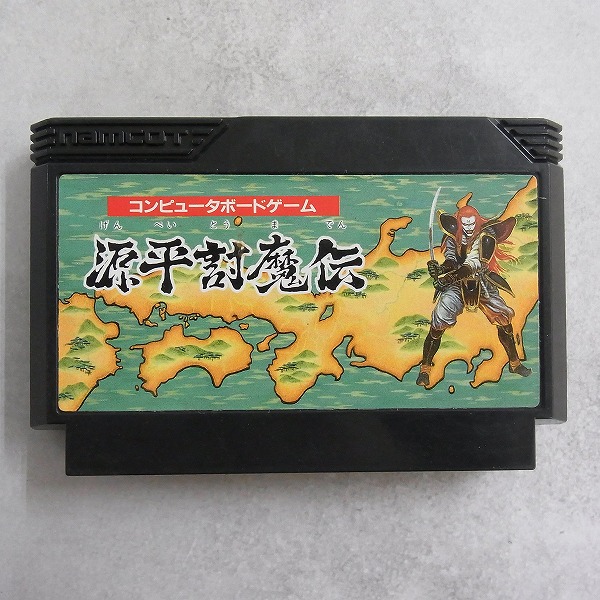 namcot
コンピュータボードゲーム
げん ぺい とう ま でん
源平討魔伝